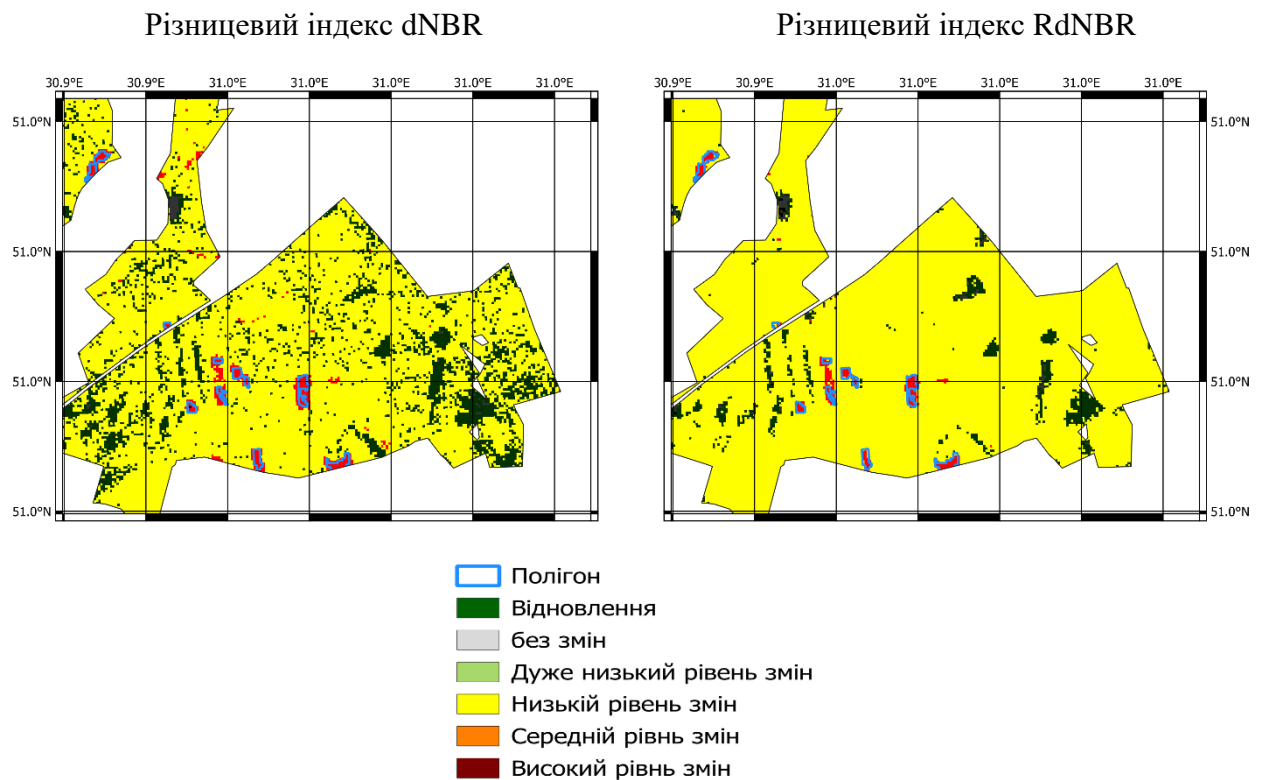 Різницевий індекс dNBR
Різницевий індекс RdNBR
30.9°E 30.9°E 31.0°E 31.0°E 31.0°E 31.0°E 31.0°E
30.9°E 30.9°E 31.0°E 31.0°E 31.0°E 31.0°E 31.0°E
51.0°N
51.0°N
51.0°N
51.0°N
51.0°N
51.0°N
51.0°N
51.0°N
Полігон
Відновлення
без змін
Дуже низький рівень змін
Низькій рівень змін
Середній рівнь змін
Високий рівнь змін